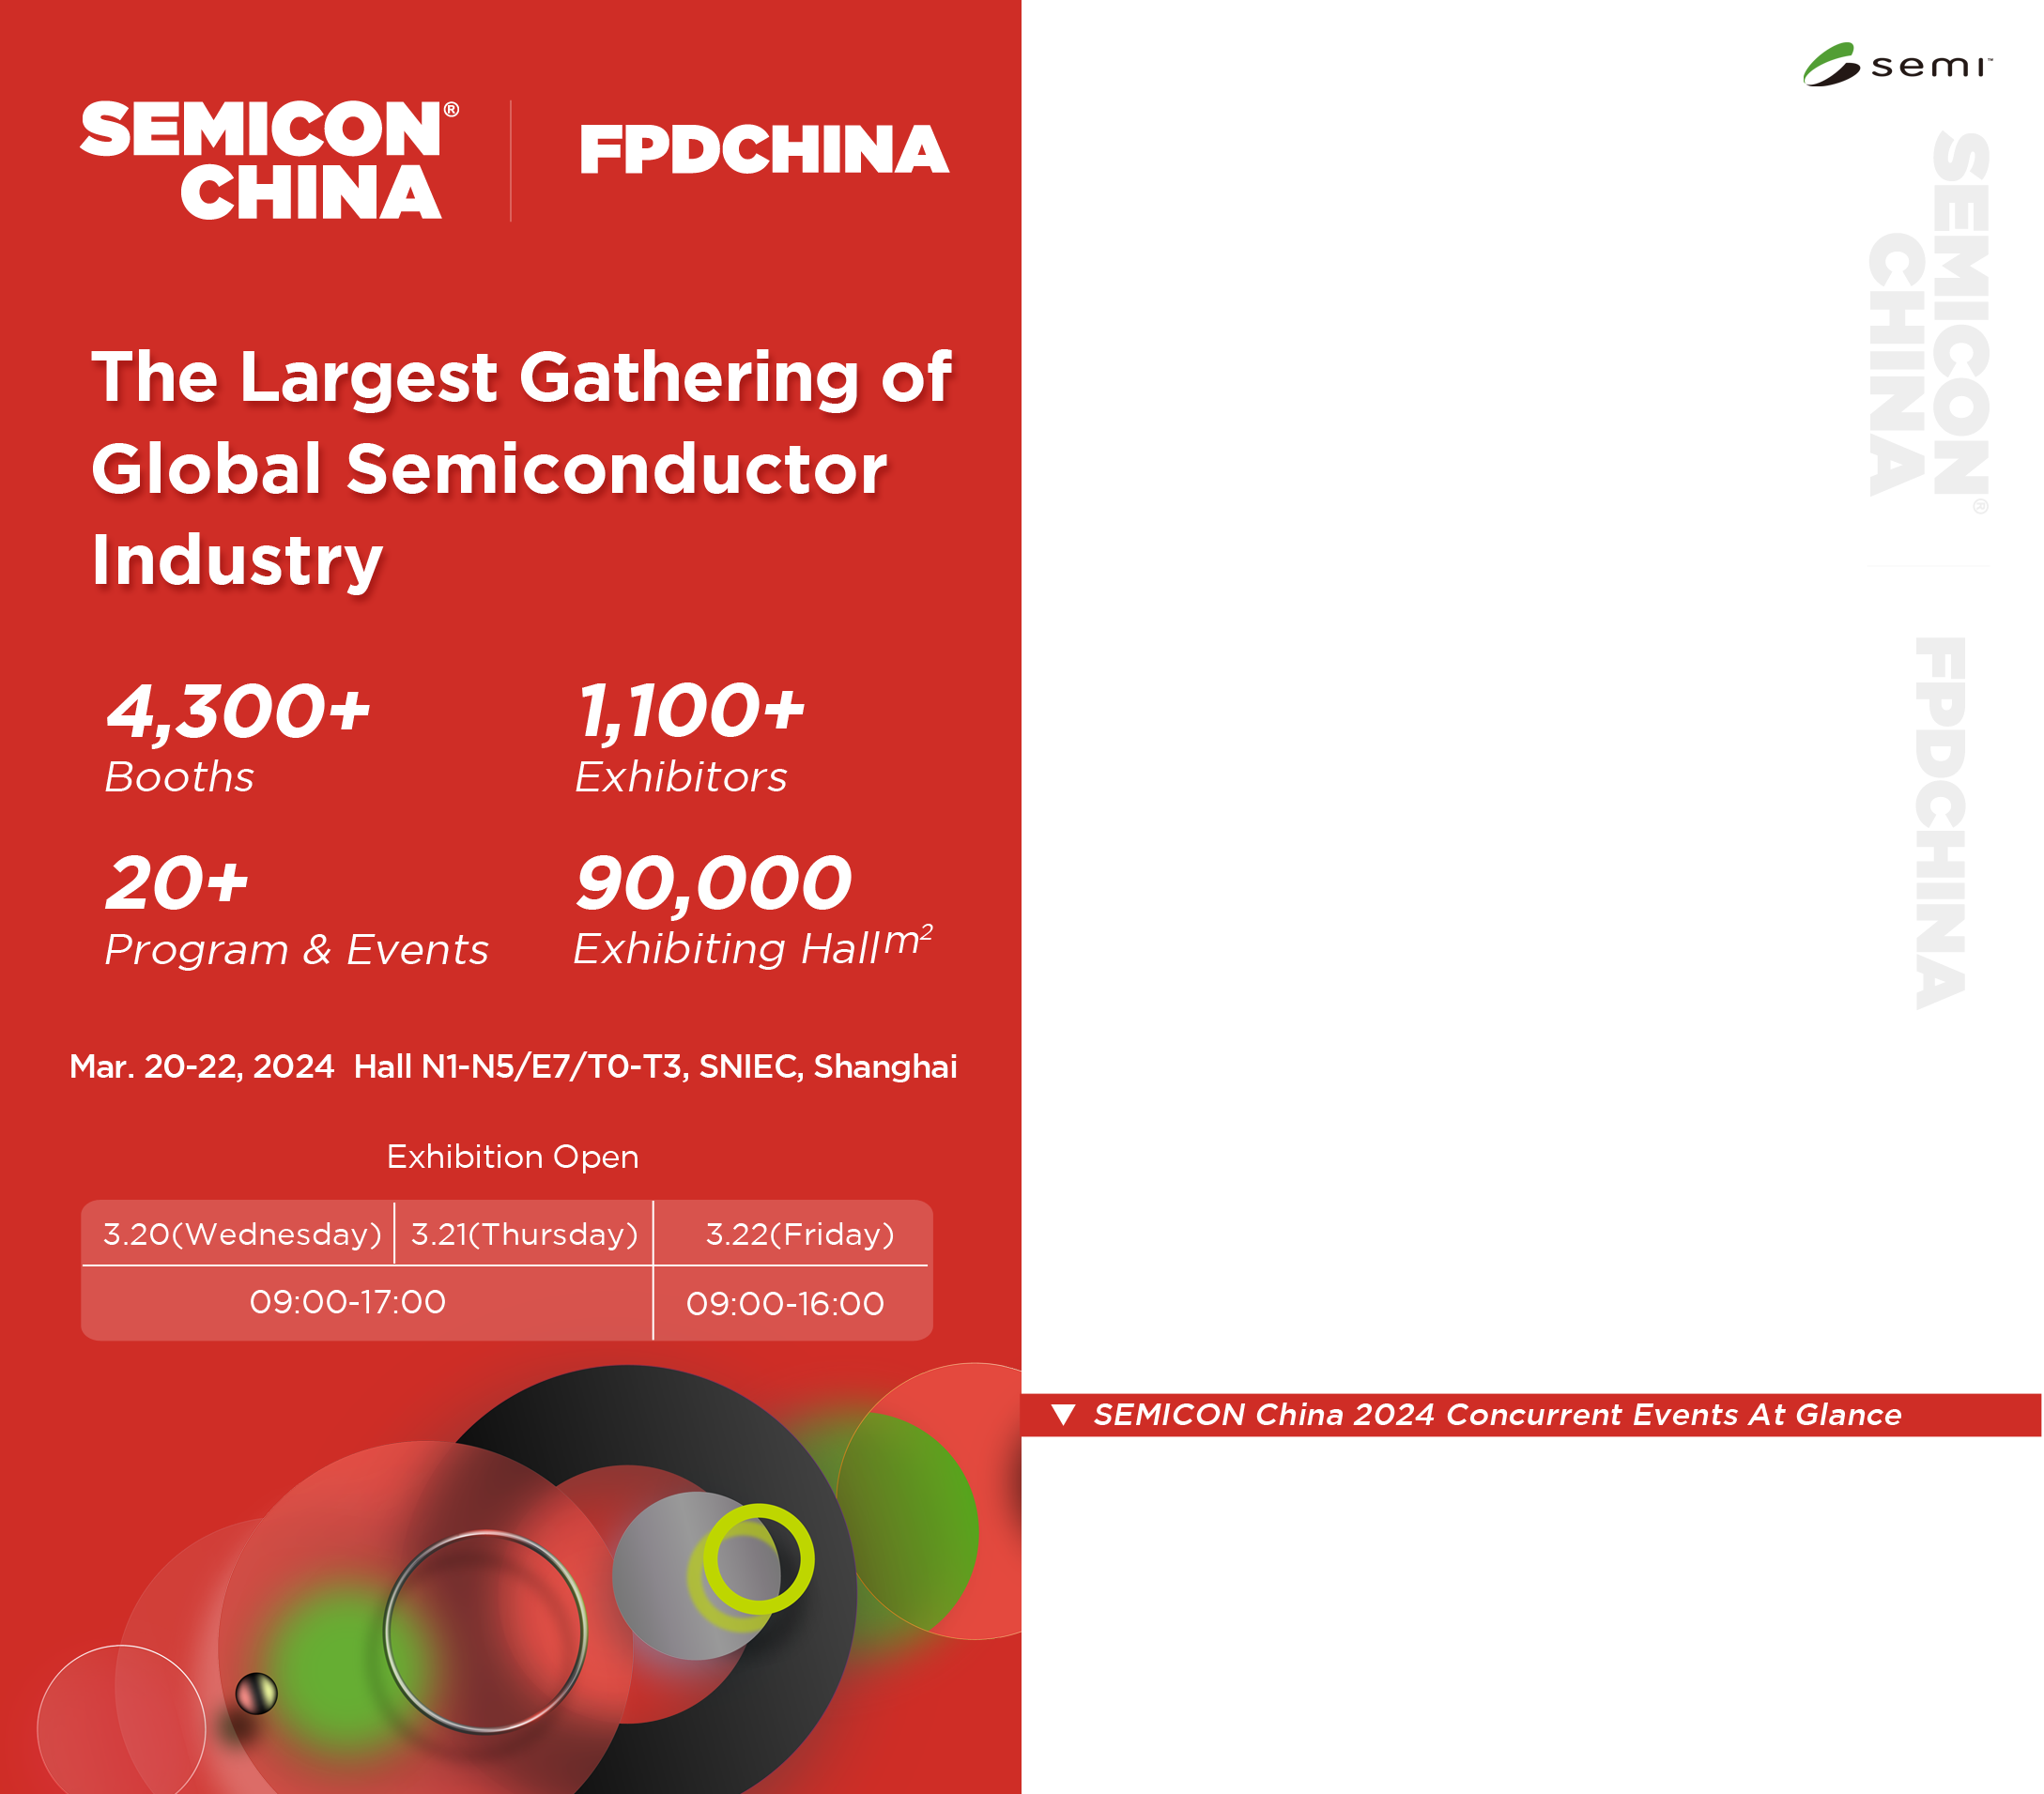 SEMICON®
CHINA
FPDCHINA
The Largest Gathering of
Global Semiconductor
Industry
4,300+
Booths
1,100+
Exhibitors
20+
Program & Events
90,000
Exhibiting Hall m²
Mar. 20-22, 2024  Hall N1-N5/E7/T0-T3, SNIEC, Shanghai
Exhibition Open
3.20(Wednesday) 3.21(Thursday) 3.22(Friday)
09:00-17:00 09:00-16:00
semi™
SEMICON®
CHINA
FPDCHINA
▼ SEMICON China 2024 Concurrent Events At Glance